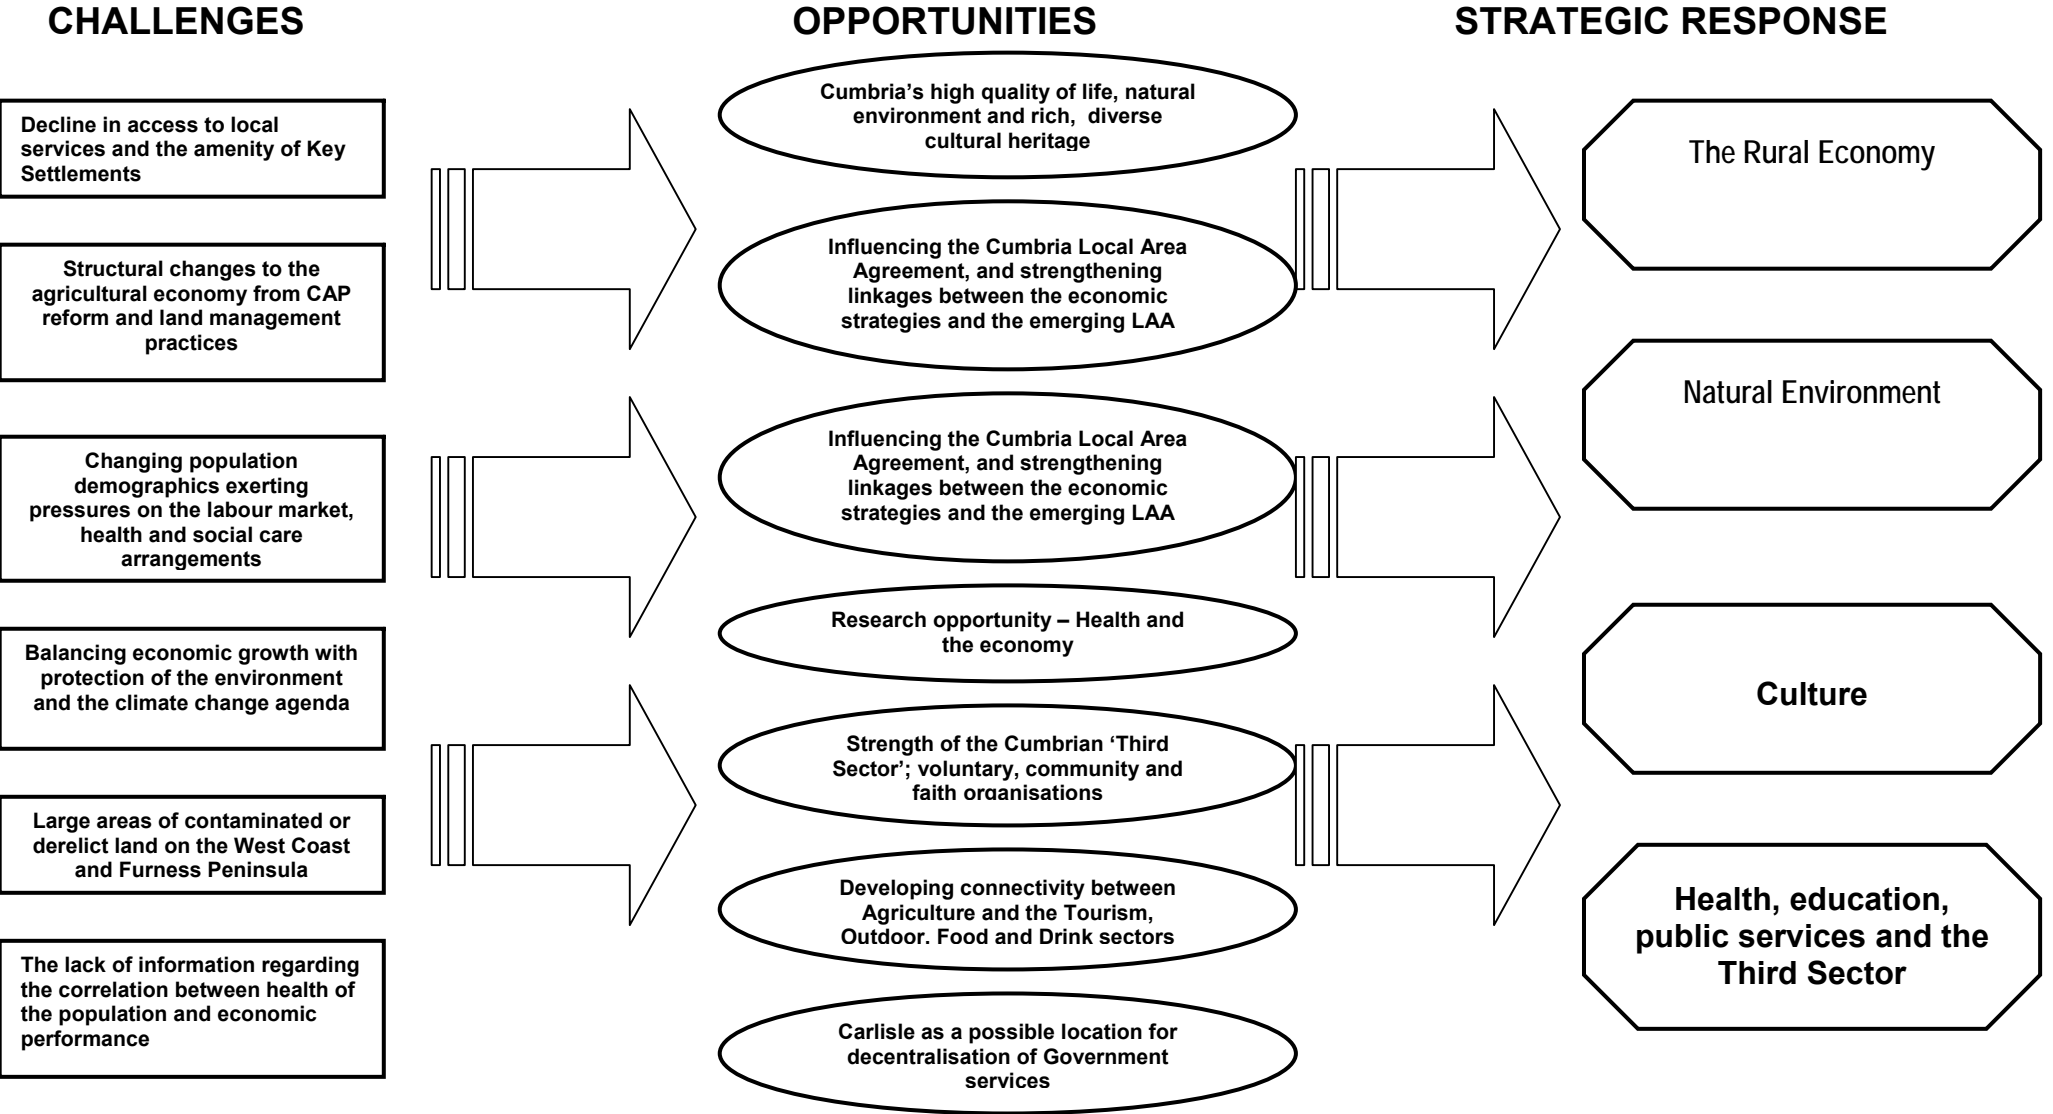 CHALLENGES
Decline in access to local
services and the amenity of Key
Settlements
Structural changes to the
agricultural economy from CAP
reform and land management
practices
Changing population
demographics exerting
pressures on the labour market,
health and social care
arrangements
Balancing economic growth with
protection of the environment
and the climate change agenda
Large areas of contaminated or
derelict land on the West Coast
and Furness Peninsula
The lack of information regarding
the correlation between health of
the population and economic
performance
OPPORTUNITIES
Cumbria’s high quality of life, natural
environment and rich, diverse
cultural heritage
Influencing the Cumbria Local Area
Agreement, and strengthening
linkages between the economic
strategies and the emerging LAA
Influencing the Cumbria Local Area
Agreement, and strengthening
linkages between the economic
strategies and the emerging LAA
Research opportunity – Health and
the economy
Strength of the Cumbrian ‘Third
Sector’; voluntary, community and
faith organisations
Developing connectivity between
Agriculture and the Tourism,
Outdoor. Food and Drink sectors
Carlisle as a possible location for
decentralisation of Government
services
STRATEGIC RESPONSE
The Rural Economy
Natural Environment
Culture
Health, education,
public services and the
Third Sector